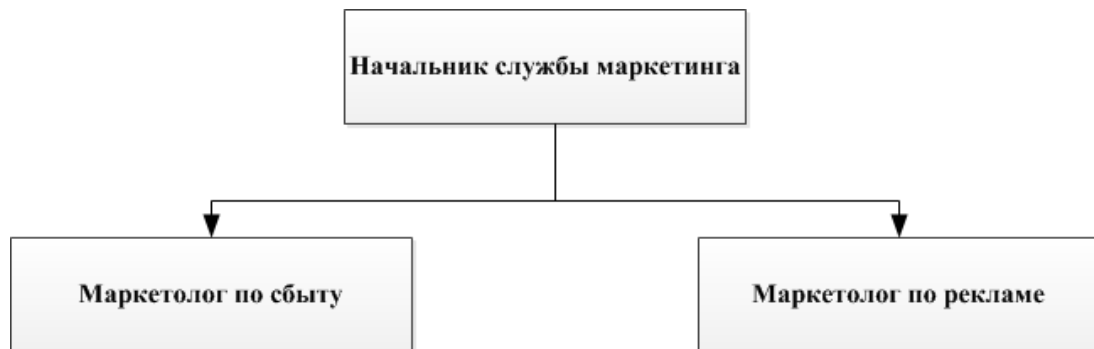 Начальник службы маркетинга
Маркетолог по сбыту
Маркетолог по рекламе